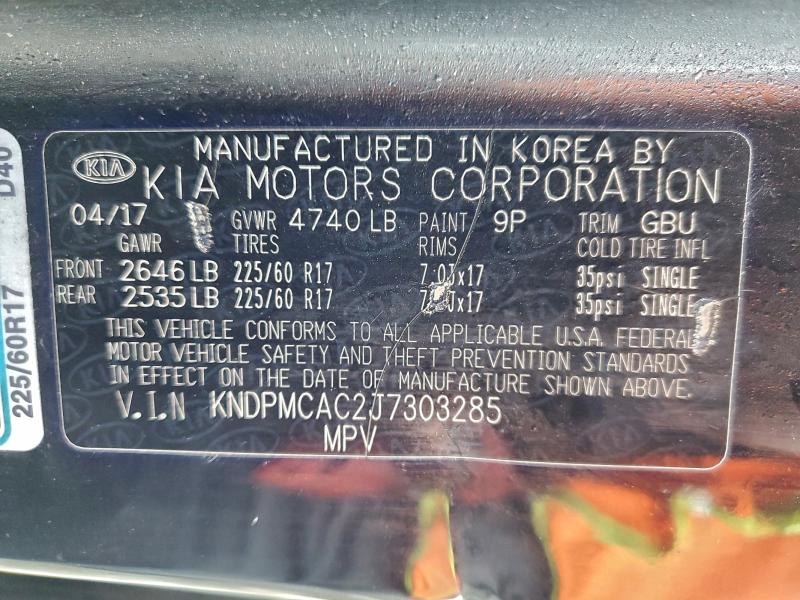 MANUFACTURED IN KOREA BY
KIA KIA MOTORS CORPORATION
04/17 GVWR 4740 LB PAINT 9P TRIM GBU
GAWR TIRES RIMS COLD TIRE INFL
FRONT 2646 LB 225/60 R17 7.0Jx17 35psi SINGLE
REAR 2535 LB 225/60 R17 35psi SINGLE
THIS VEHICLE CONFORMS TO ALL APPLICABLE U.S.A. FEDERAL
MOTOR VEHICLE SAFETY AND THEFT PREVENTION STANDARDS
IN EFFECT ON THE DATE OF MANUFACTURE SHOWN ABOVE.
V.I.N KNDPMCAC2J7303285
MPV
225/60R17